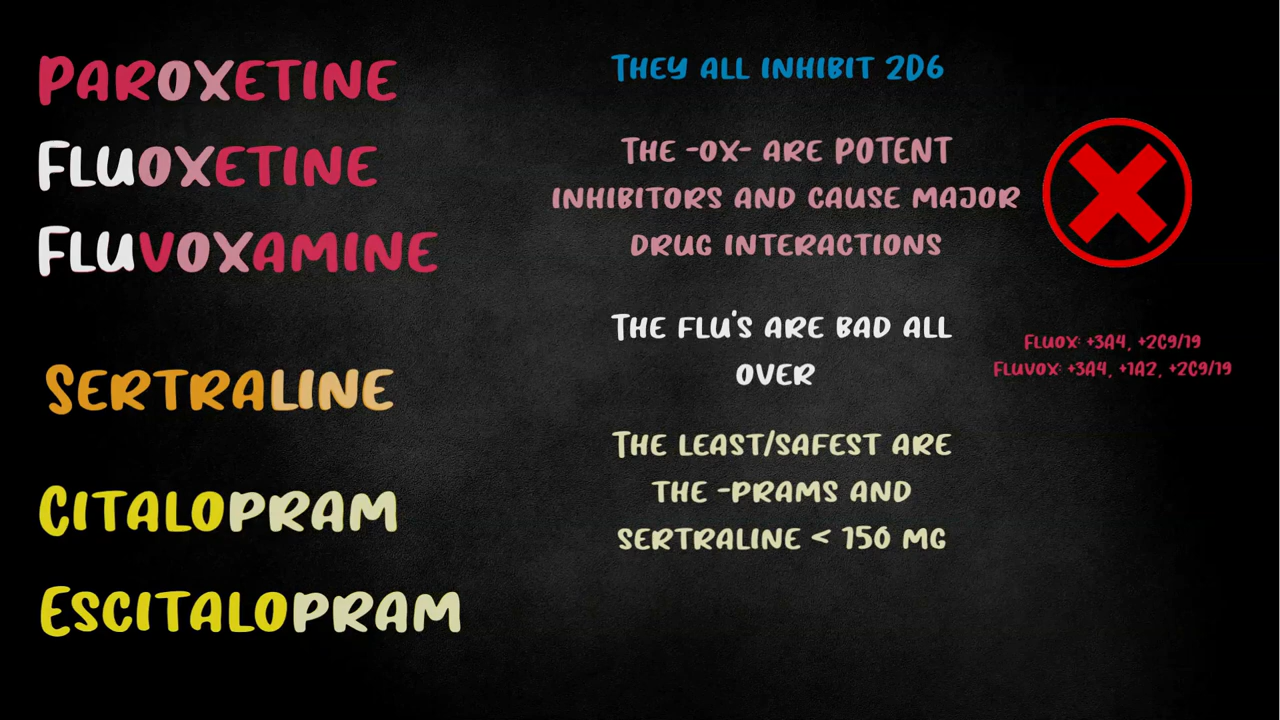 PAROXETINE
FLUOXETINE
FLUVOXAMINE
SERTRALINE
CITALOPRAM
ESCITALOPRAM
THEY ALL INHIBIT 2D6
THE -OX- ARE POTENT
INHIBITORS AND CAUSE MAJOR
DRUG INTERACTIONS
THE FLU'S ARE BAD ALL
OVER
FLUOX: +3A4, +2C9/19
FLUVOX: +3A4, +1A2, +2C9/19
THE LEAST/SAFEST ARE
THE -PRAMS AND
SERTRALINE < 150 MG